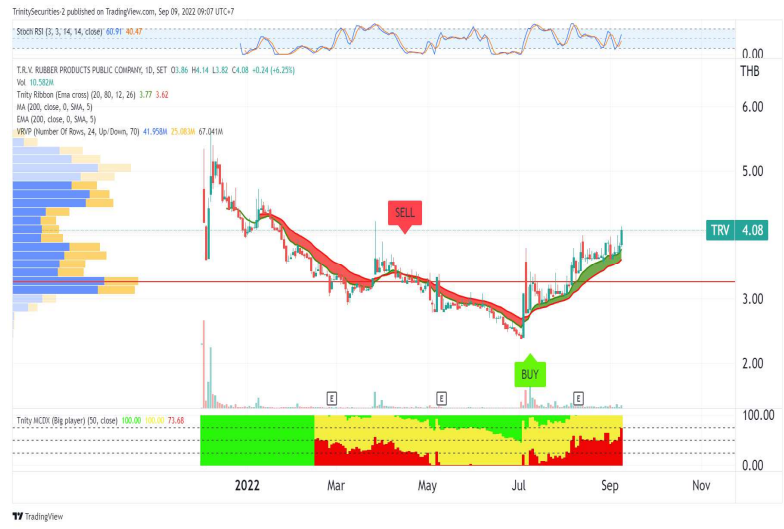 TrinitySecurities-2 published on TradingView.com, Sep 09, 2022 09:07 UTC+7
Stoch RSI (3, 3, 14, 14, close) 60.91 40.47
0.00
T.R.V. RUBBER PRODUCTS PUBLIC COMPANY, 1D, SET O3.86 H4.14 L3.82 C4.08 +0.24 (+6.25%)
THB
Vol 10.582M
Tnity Ribbon (Ema cross) (20, 80, 12, 26) 3.77 3.62
MA (200, close, 0, SMA, 5)
6.00
EMA (200, close, 0, SMA, 5)
VRVP (Number Of Rows, 24, Up/Down, 70) 41.958M 25.083M 67.041M
5.00
SELL
TRV 4.08
3.00
2.00
BUY
E E E
Tnity MCDX (Big player) (50, close) 100.00 100.00 73.68
100.00
0.00
2022 Mar May Jul Sep Nov
TradingView